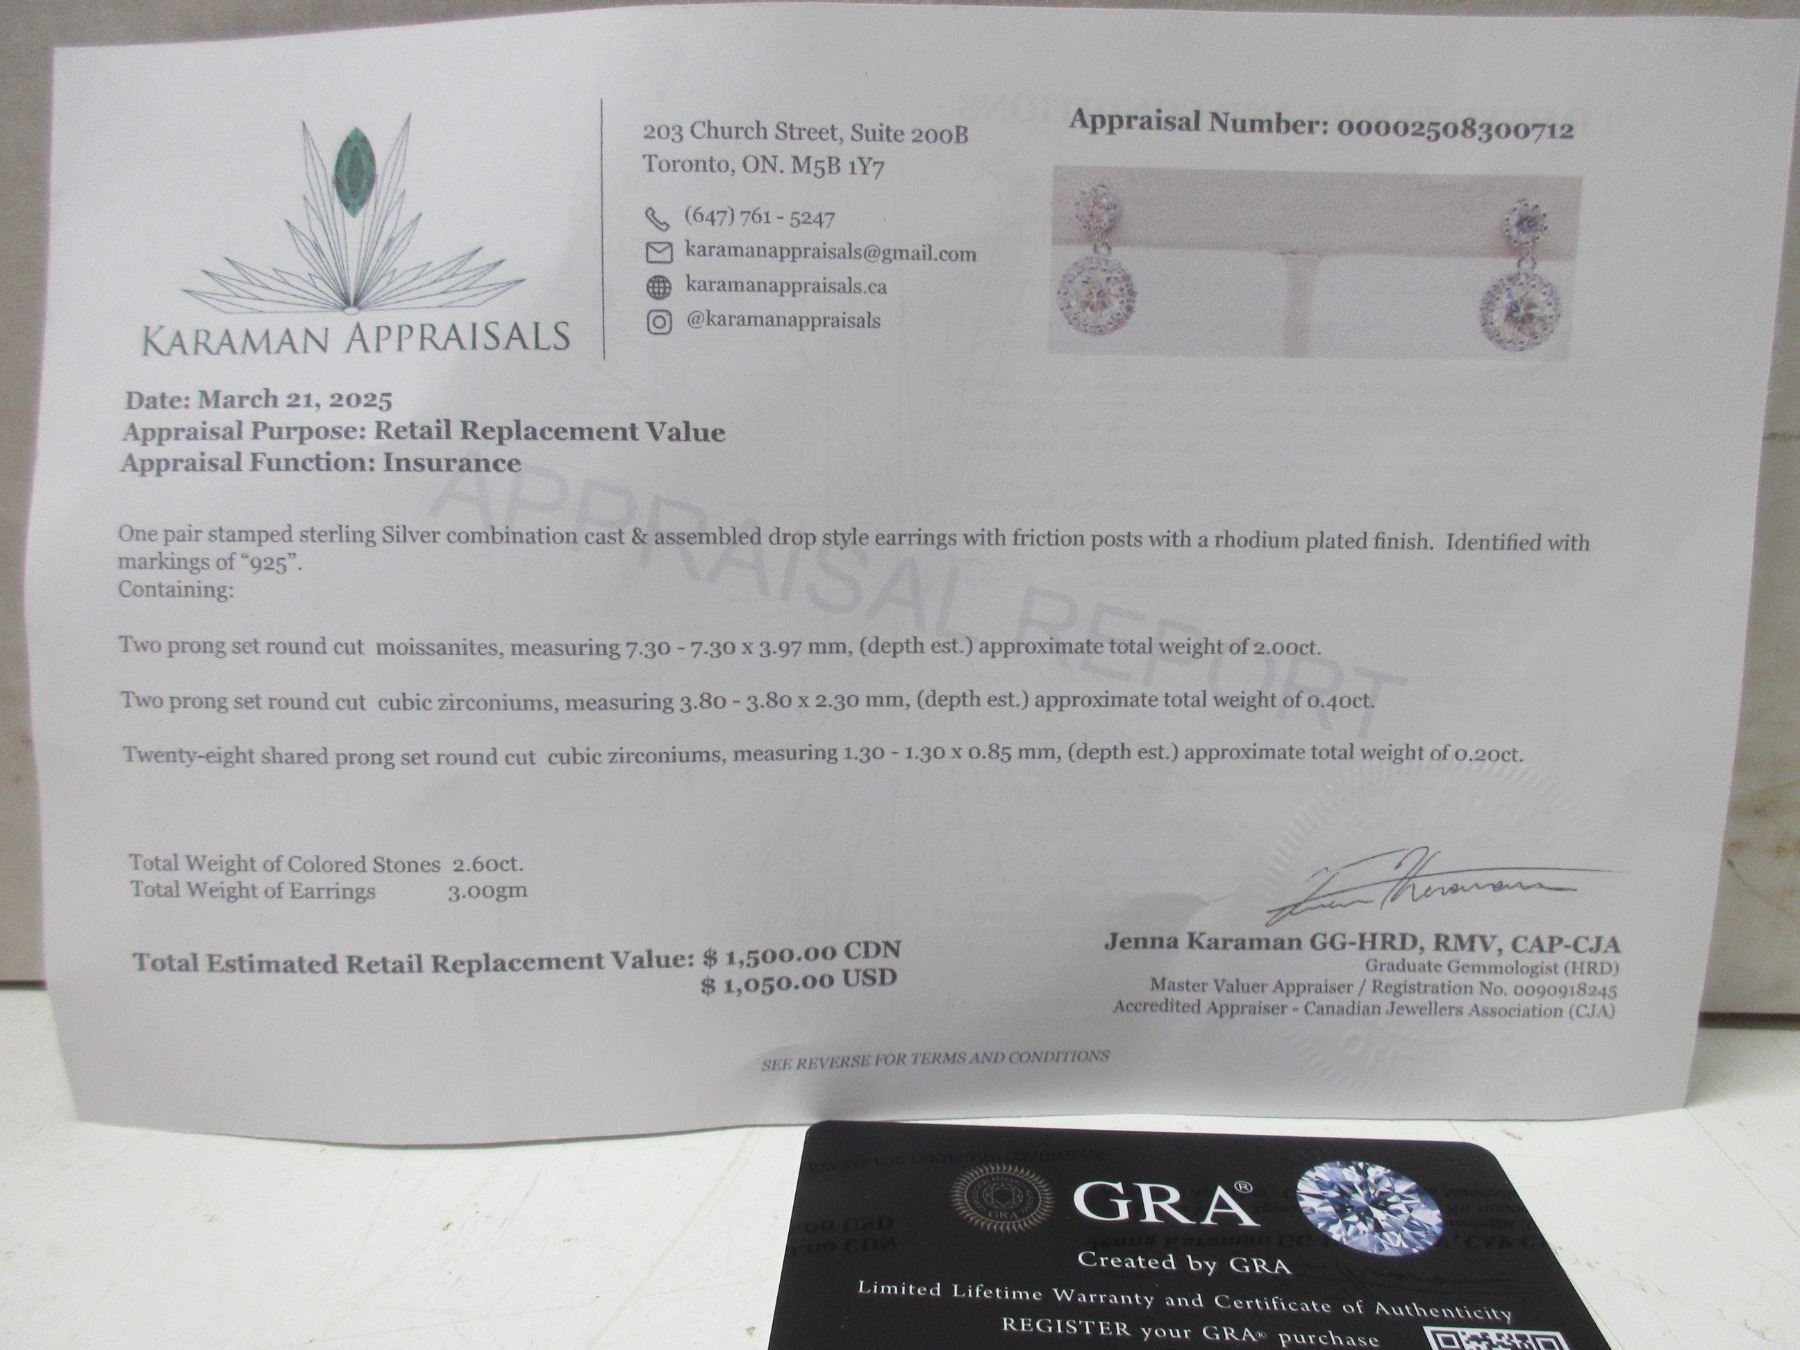 KARAMAN APPRAISALS
203 Church Street, Suite 200B
Toronto, ON. M5B 1Y7
(647) 761 - 5247
karamanappraisals@gmail.com
karamanappraisals.ca
@karamanappraisals
Appraisal Number: 00002508300712
Date: March 21, 2025
Appraisal Purpose: Retail Replacement Value
Appraisal Function: Insurance
APPRAISAL REPORT
One pair stamped sterling Silver combination cast & assembled drop style earrings with friction posts with a rhodium plated finish. Identified with
markings of “925”.
Containing:
Two prong set round cut moissanites, measuring 7.30 - 7.30 x 3.97 mm, (depth est.) approximate total weight of 2.00ct.
Two prong set round cut cubic zirconiums, measuring 3.80 - 3.80 x 2.30 mm, (depth est.) approximate total weight of 0.40ct.
Twenty-eight shared prong set round cut cubic zirconiums, measuring 1.30 - 1.30 x 0.85 mm, (depth est.) approximate total weight of 0.20ct.
Total Weight of Colored Stones 2.60ct.
Total Weight of Earrings 3.00gm
Total Estimated Retail Replacement Value: $ 1,500.00 CDN
$ 1,050.00 USD
Jenna Karaman GG-HRD, RMV, CAP-CJA
Graduate Gemmologist (HRD)
Master Valuer Appraiser / Registration No. 0090918245
Accredited Appraiser - Canadian Jewellers Association (CJA)
SEE REVERSE FOR TERMS AND CONDITIONS
GRA
GRA®
Created by GRA
Limited Lifetime Warranty and Certificate of Authenticity
REGISTER your GRA® purchase